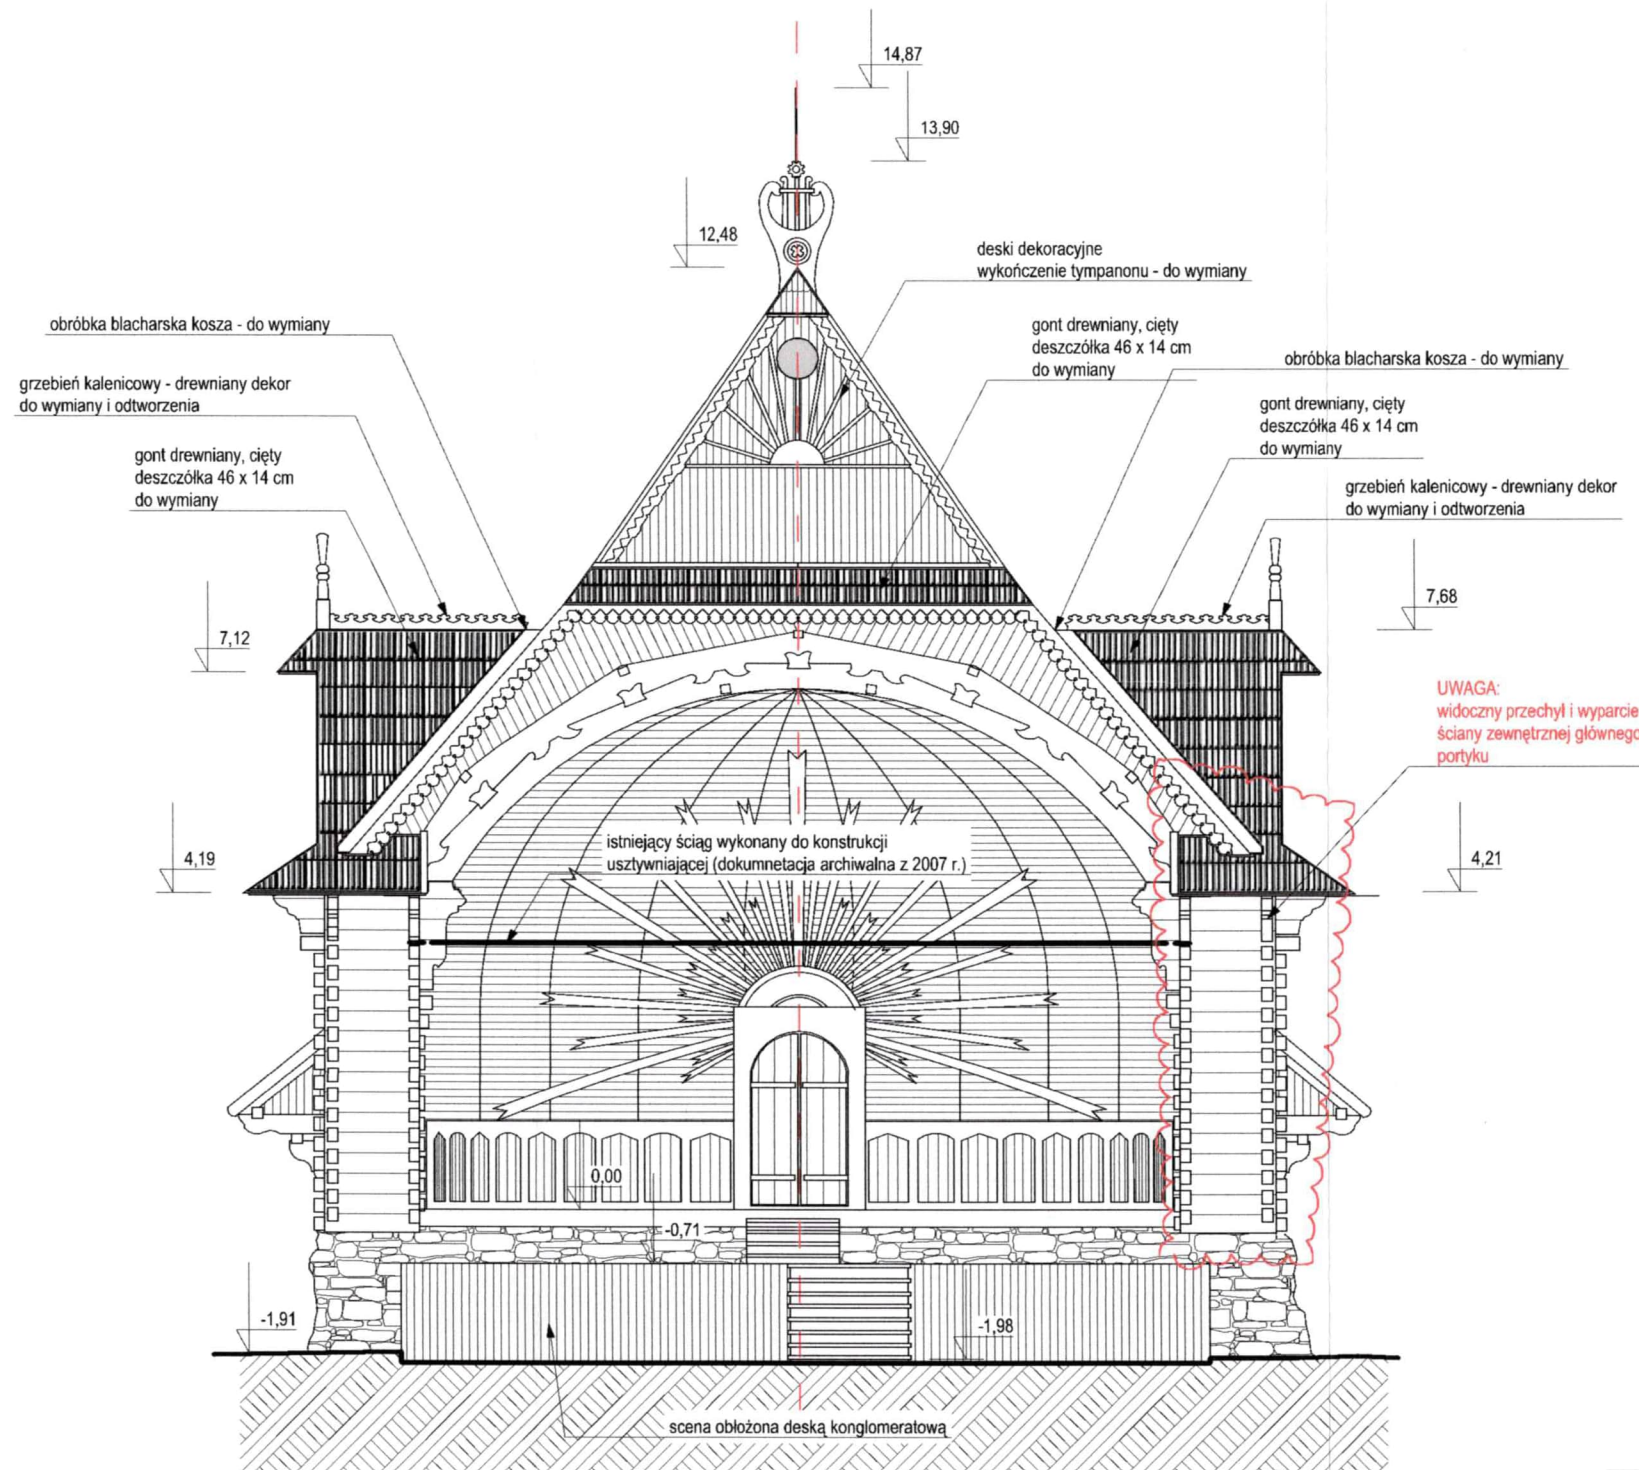 14,87
13,90
12,48
deski dekoracyjne
wykończenie tympanonu - do wymiany
obróbka blacharska kosza - do wymiany
gont drewniany, cięty
deszczółka 46 x 14 cm
do wymiany
obróbka blacharska kosza - do wymiany
grzebień kalenicowy - drewniany dekor
do wymiany i odtworzenia
gont drewniany, cięty
deszczółka 46 x 14 cm
do wymiany
gont drewniany, cięty
deszczółka 46 x 14 cm
do wymiany
grzebień kalenicowy - drewniany dekor
do wymiany i odtworzenia
7,68
7,12
UWAGA:
widoczny przechył i wyparcie
ściany zewnętrznej głównego
portyku
istniejący ściąg wykonany do konstrukcji
usztywniającej (dokumnetacja archiwalna z 2007 r.)
4,19
4,21
0,00
-0,71
-1,91
-1,98
scena obłożona deską konglomeratową